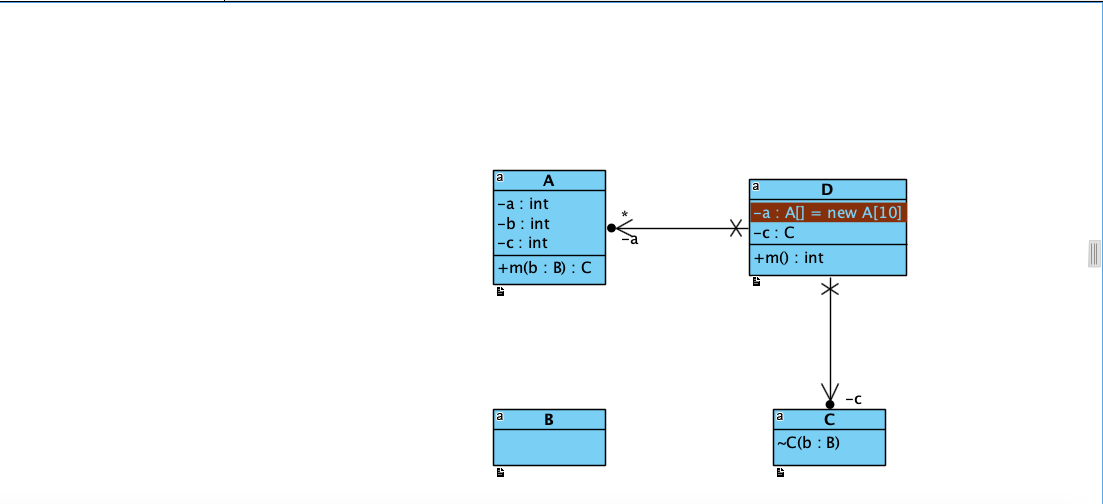 a
A
-a : int
-b : int
-c : int
+m(b : B) : C
*
-a
a
D
-a : A[] = new A[10]
-c : C
+m() : int
-c
a
B
a
C
~C(b : B)